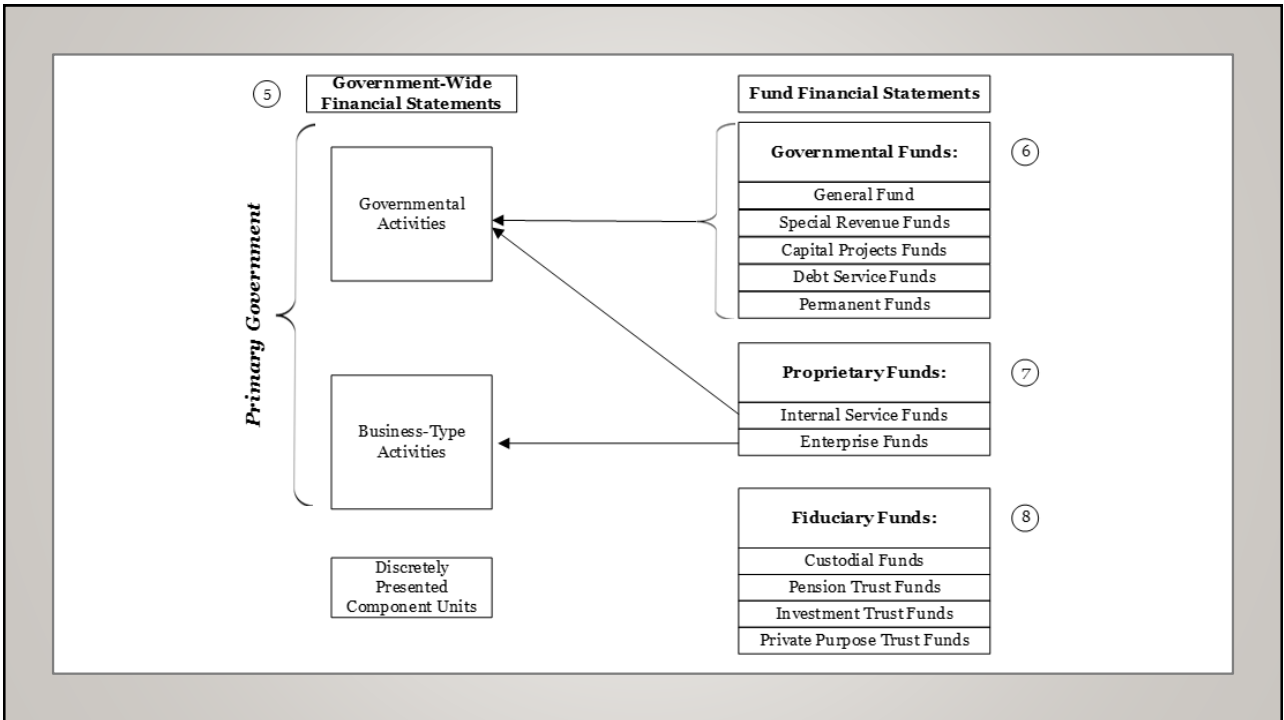 5
Government-Wide
Financial Statements
Primary Government
Governmental
Activities
Business-Type
Activities
Discretely
Presented
Component Units
Fund Financial Statements
Governmental Funds:
6
General Fund
Special Revenue Funds
Capital Projects Funds
Debt Service Funds
Permanent Funds
Proprietary Funds:
7
Internal Service Funds
Enterprise Funds
Fiduciary Funds:
8
Custodial Funds
Pension Trust Funds
Investment Trust Funds
Private Purpose Trust Funds